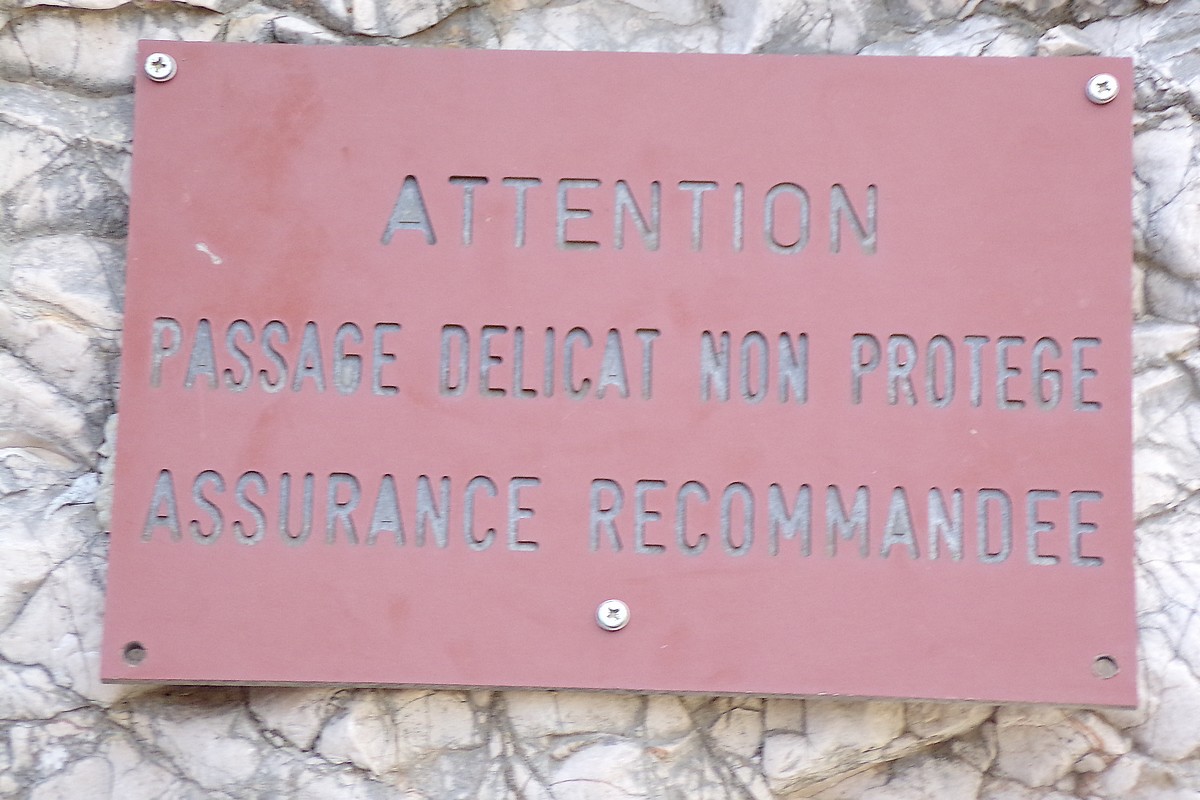 ATTENTION
PASSAGE DELICAT NON PROTEGE
ASSURANCE RECOMMANDEE